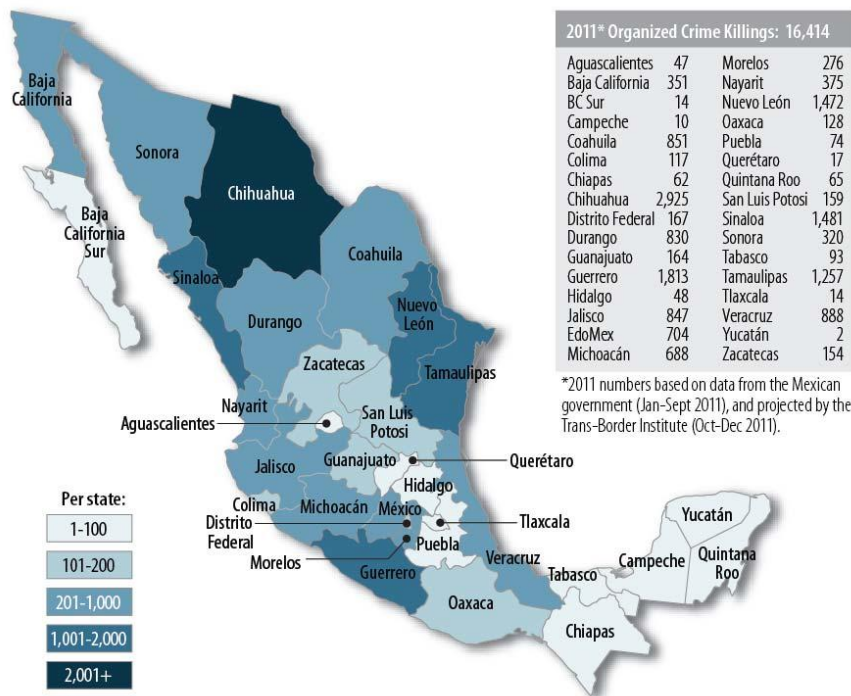 2011* Organized Crime Killings: 16,414
Aguascalientes 47 Morelos 276
Baja California 351 Nayarit 375
BC Sur 14 Nuevo León 1,472
Campeche 10 Oaxaca 128
Coahuila 851 Puebla 74
Colima 117 Querétaro 17
Chiapas 62 Quintana Roo 65
Chihuahua 2,925 San Luis Potosi 159
Distrito Federal 167 Sinaloa 1,481
Durango 830 Sonora 320
Guanajuato 164 Tabasco 93
Guerrero 1,813 Tamaulipas 1,257
Hidalgo 48 Tlaxcala 14
Jalisco 847 Veracruz 888
EdoMex 704 Yucatán 2
Michoacán 688 Zacatecas 154
*2011 numbers based on data from the Mexican
government (Jan-Sept 2011), and projected by the
Trans-Border Institute (Oct-Dec 2011).
Baja
California
Sonora
Chihuahua
Baja
California
Sur
Coahuila
Sinaloa
Nuevo
León
Durango
Zacatecas
Tamaulipas
Nayarit
San Luis
Potosi
Aguascalientes
Jalisco
Guanajuato
Querétaro
Hidalgo
Colima
Michoacán
México
Distrito
Federal
Tlaxcala
Morelos
Puebla
Veracruz
Guerrero
Oaxaca
Tabasco
Campeche
Yucatán
Quintana
Roo
Chiapas
Per state:
1-100
101-200
201-1,000
1,001-2,000
2,001+